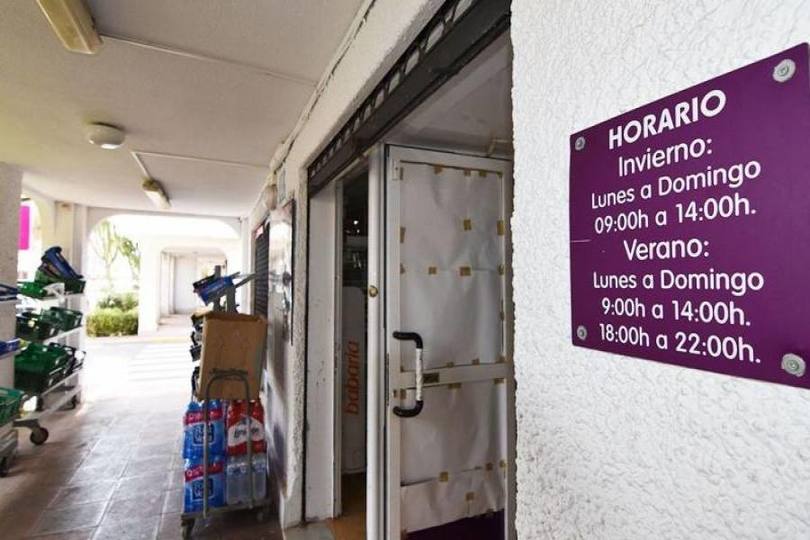 HORARIO
Invierno:
Lunes a Domingo
09:00h a 14:00h.
Verano:
Lunes a Domingo
9:00h a 14:00h.
18:00h a 22:00h.
babaria